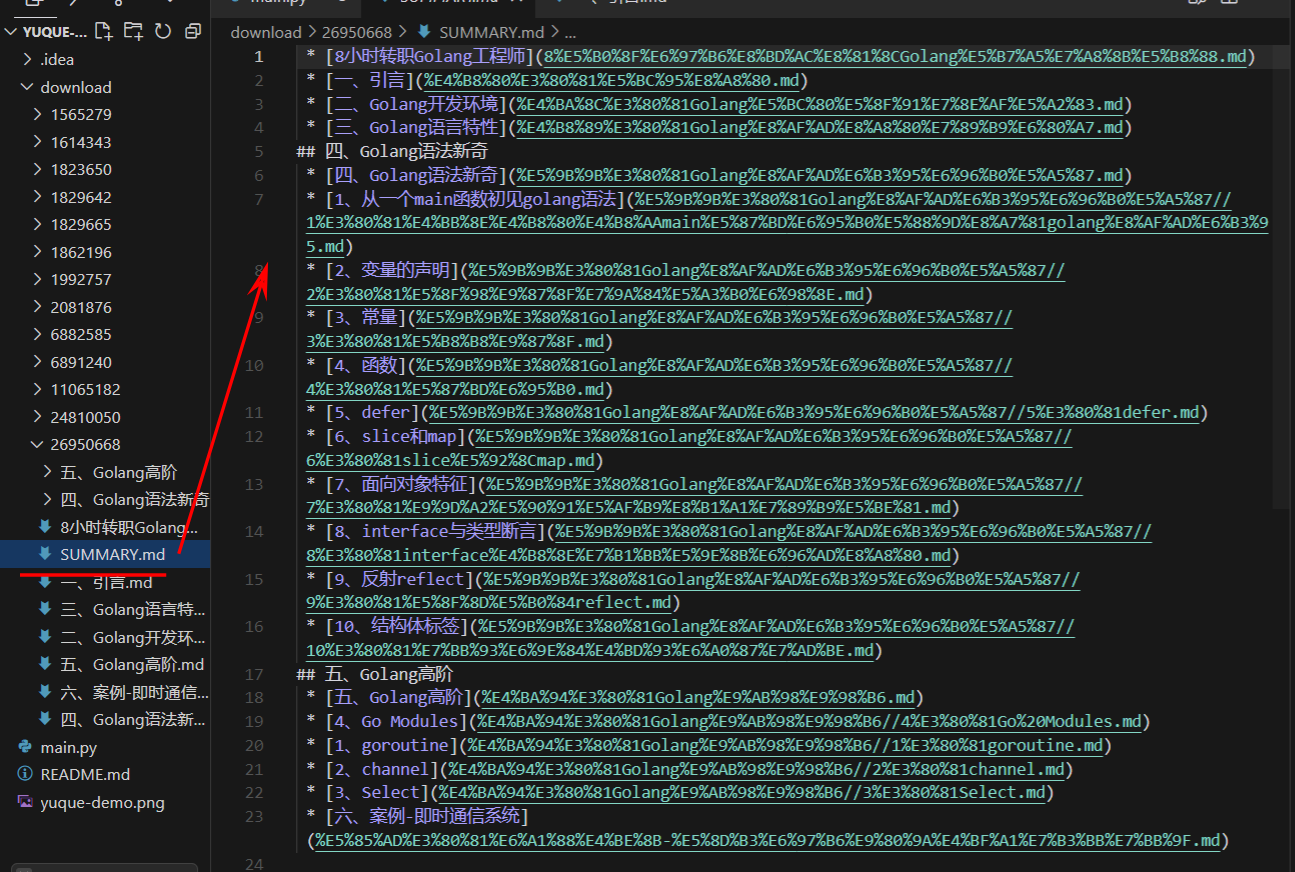 YUQUE-...
.idea
download
1565279
1614343
1823650
1829642
1829665
1862196
1992757
2081876
6882585
6891240
11065182
24810050
26950668
五、Golang高阶
四、Golang语法新奇
8小时转职Golang...
SUMMARY.md
一、引言.md
三、Golang语言特...
二、Golang开发环...
五、Golang高阶.md
六、案例-即时通信...
四、Golang语法新...
main.py
README.md
yuque-demo.png
download > 26950668 > SUMMARY.md > ...
1 * [8小时转职Golang工程师](8%E5%B0%8F%E6%97%B6%E8%BD%AC%E8%81%8CGolang%E5%B7%A5%E7%A8%8B%E5%B8%88.md)
2 * [一、引言](%E4%B8%80%E3%80%81%E5%BC%95%E8%A8%80.md)
3 * [二、Golang开发环境](%E4%BA%8C%E3%80%81Golang%E5%BC%80%E5%8F%91%E7%8E%AF%E5%A2%83.md)
4 * [三、Golang语言特性](%E4%B8%89%E3%80%81Golang%E8%AF%AD%E8%A8%80%E7%89%B9%E6%80%A7.md)
5 ## 四、Golang语法新奇
6 * [四、Golang语法新奇](%E5%9B%9B%E3%80%81Golang%E8%AF%AD%E6%B3%95%E6%96%B0%E5%A5%87.md)
7 * [1、从一个main函数初见golang语法](%E5%9B%9B%E3%80%81Golang%E8%AF%AD%E6%B3%95%E6%96%B0%E5%A5%87//
1%E3%80%81%E4%BB%8E%E4%B8%80%E4%B8%AAmain%E5%87%BD%E6%95%B0%E5%88%9D%E8%A7%81golang%E8%AF%AD%E6%B3%9
5.md)
8 * [2、变量的声明](%E5%9B%9B%E3%80%81Golang%E8%AF%AD%E6%B3%95%E6%96%B0%E5%A5%87//
2%E3%80%81%E5%8F%98%E9%87%8F%E7%9A%84%E5%A3%B0%E6%98%8E.md)
9 * [3、常量](%E5%9B%9B%E3%80%81Golang%E8%AF%AD%E6%B3%95%E6%96%B0%E5%A5%87//
3%E3%80%81%E5%B8%B8%E9%87%8F.md)
10 * [4、函数](%E5%9B%9B%E3%80%81Golang%E8%AF%AD%E6%B3%95%E6%96%B0%E5%A5%87//
4%E3%80%81%E5%87%BD%E6%95%B0.md)
11 * [5、defer](%E5%9B%9B%E3%80%81Golang%E8%AF%AD%E6%B3%95%E6%96%B0%E5%A5%87//5%E3%80%81defer.md)
12 * [6、slice和map](%E5%9B%9B%E3%80%81Golang%E8%AF%AD%E6%B3%95%E6%96%B0%E5%A5%87//
6%E3%80%81slice%E5%92%8Cmap.md)
13 * [7、面向对象特征](%E5%9B%9B%E3%80%81Golang%E8%AF%AD%E6%B3%95%E6%96%B0%E5%A5%87//
7%E3%80%81%E9%9D%A2%E5%90%91%E5%AF%B9%E8%B1%A1%E7%89%B9%E5%BE%81.md)
14 * [8、interface与类型断言](%E5%9B%9B%E3%80%81Golang%E8%AF%AD%E6%B3%95%E6%96%B0%E5%A5%87//
8%E3%80%81interface%E4%B8%8E%E7%B1%BB%E5%9E%8B%E6%96%AD%E8%A8%80.md)
15 * [9、反射reflect](%E5%9B%9B%E3%80%81Golang%E8%AF%AD%E6%B3%95%E6%96%B0%E5%A5%87//
9%E3%80%81%E5%8F%8D%E5%B0%84reflect.md)
16 * [10、结构体标签](%E5%9B%9B%E3%80%81Golang%E8%AF%AD%E6%B3%95%E6%96%B0%E5%A5%87//
10%E3%80%81%E7%BB%93%E6%9E%84%E4%BD%93%E6%A0%87%E7%AD%BE.md)
17 ## 五、Golang高阶
18 * [五、Golang高阶](%E4%BA%94%E3%80%81Golang%E9%AB%98%E9%98%B6.md)
19 * [4、Go Modules](%E4%BA%94%E3%80%81Golang%E9%AB%98%E9%98%B6//4%E3%80%81Go%20Modules.md)
20 * [1、goroutine](%E4%BA%94%E3%80%81Golang%E9%AB%98%E9%98%B6//1%E3%80%81goroutine.md)
21 * [2、channel](%E4%BA%94%E3%80%81Golang%E9%AB%98%E9%98%B6//2%E3%80%81channel.md)
22 * [3、Select](%E4%BA%94%E3%80%81Golang%E9%AB%98%E9%98%B6//3%E3%80%81Select.md)
23 * [六、案例-即时通信系统]
(%E5%85%AD%E3%80%81%E6%A1%88%E4%BE%8B-%E5%8D%B3%E6%97%B6%E9%80%9A%E4%BF%A1%E7%B3%BB%E7%BB%9F.md)
24